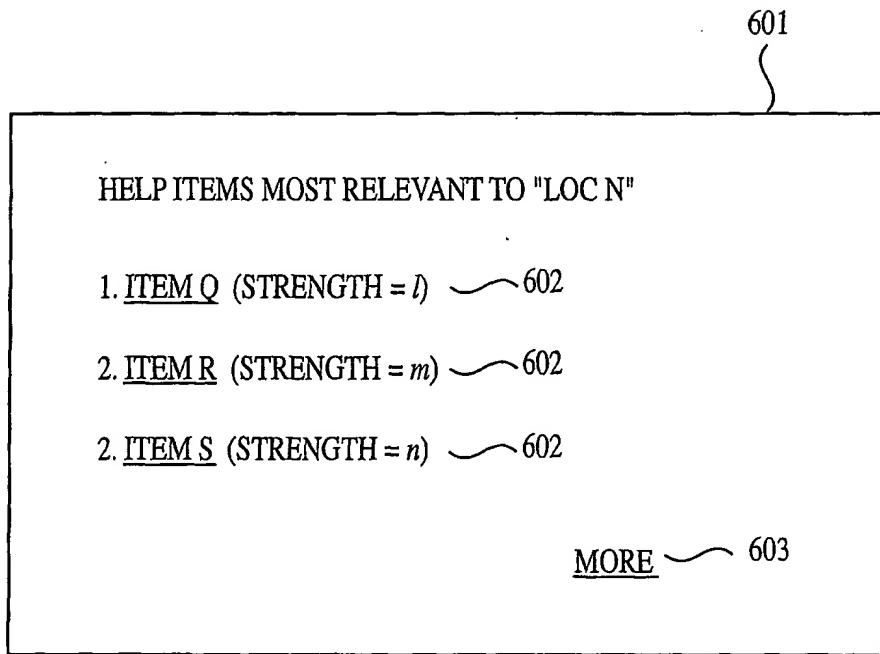 601
HELP ITEMS MOST RELEVANT TO "LOC N"
1. ITEM Q (STRENGTH = l) 602
2. ITEM R (STRENGTH = m) 602
2. ITEM S (STRENGTH = n) 602
MORE 603